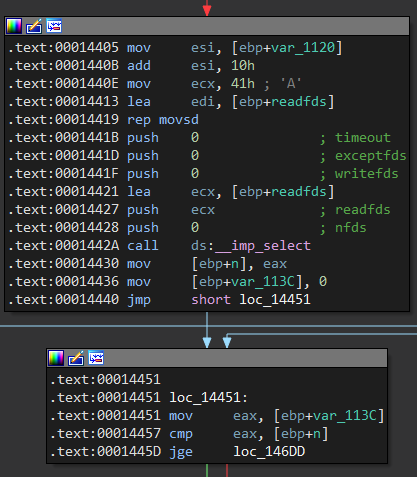 .text:00014405 mov esi, [ebp+var_1120]
.text:0001440B add esi, 10h
.text:0001440E mov ecx, 41h ; 'A'
.text:00014413 lea edi, [ebp+readfds]
.text:00014419 rep movsd
.text:0001441B push 0 ; timeout
.text:0001441D push 0 ; exceptfds
.text:0001441F push 0 ; writefds
.text:00014421 lea ecx, [ebp+readfds]
.text:00014427 push ecx ; readfds
.text:00014428 push 0 ; nfds
.text:0001442A call ds:__imp_select
.text:00014430 mov [ebp+n], eax
.text:00014436 mov [ebp+var_113C], 0
.text:00014440 jmp short loc_14451
.text:00014451
.text:00014451 loc_14451:
.text:00014451 mov eax, [ebp+var_113C]
.text:00014457 cmp eax, [ebp+n]
.text:0001445D jge loc_146DD